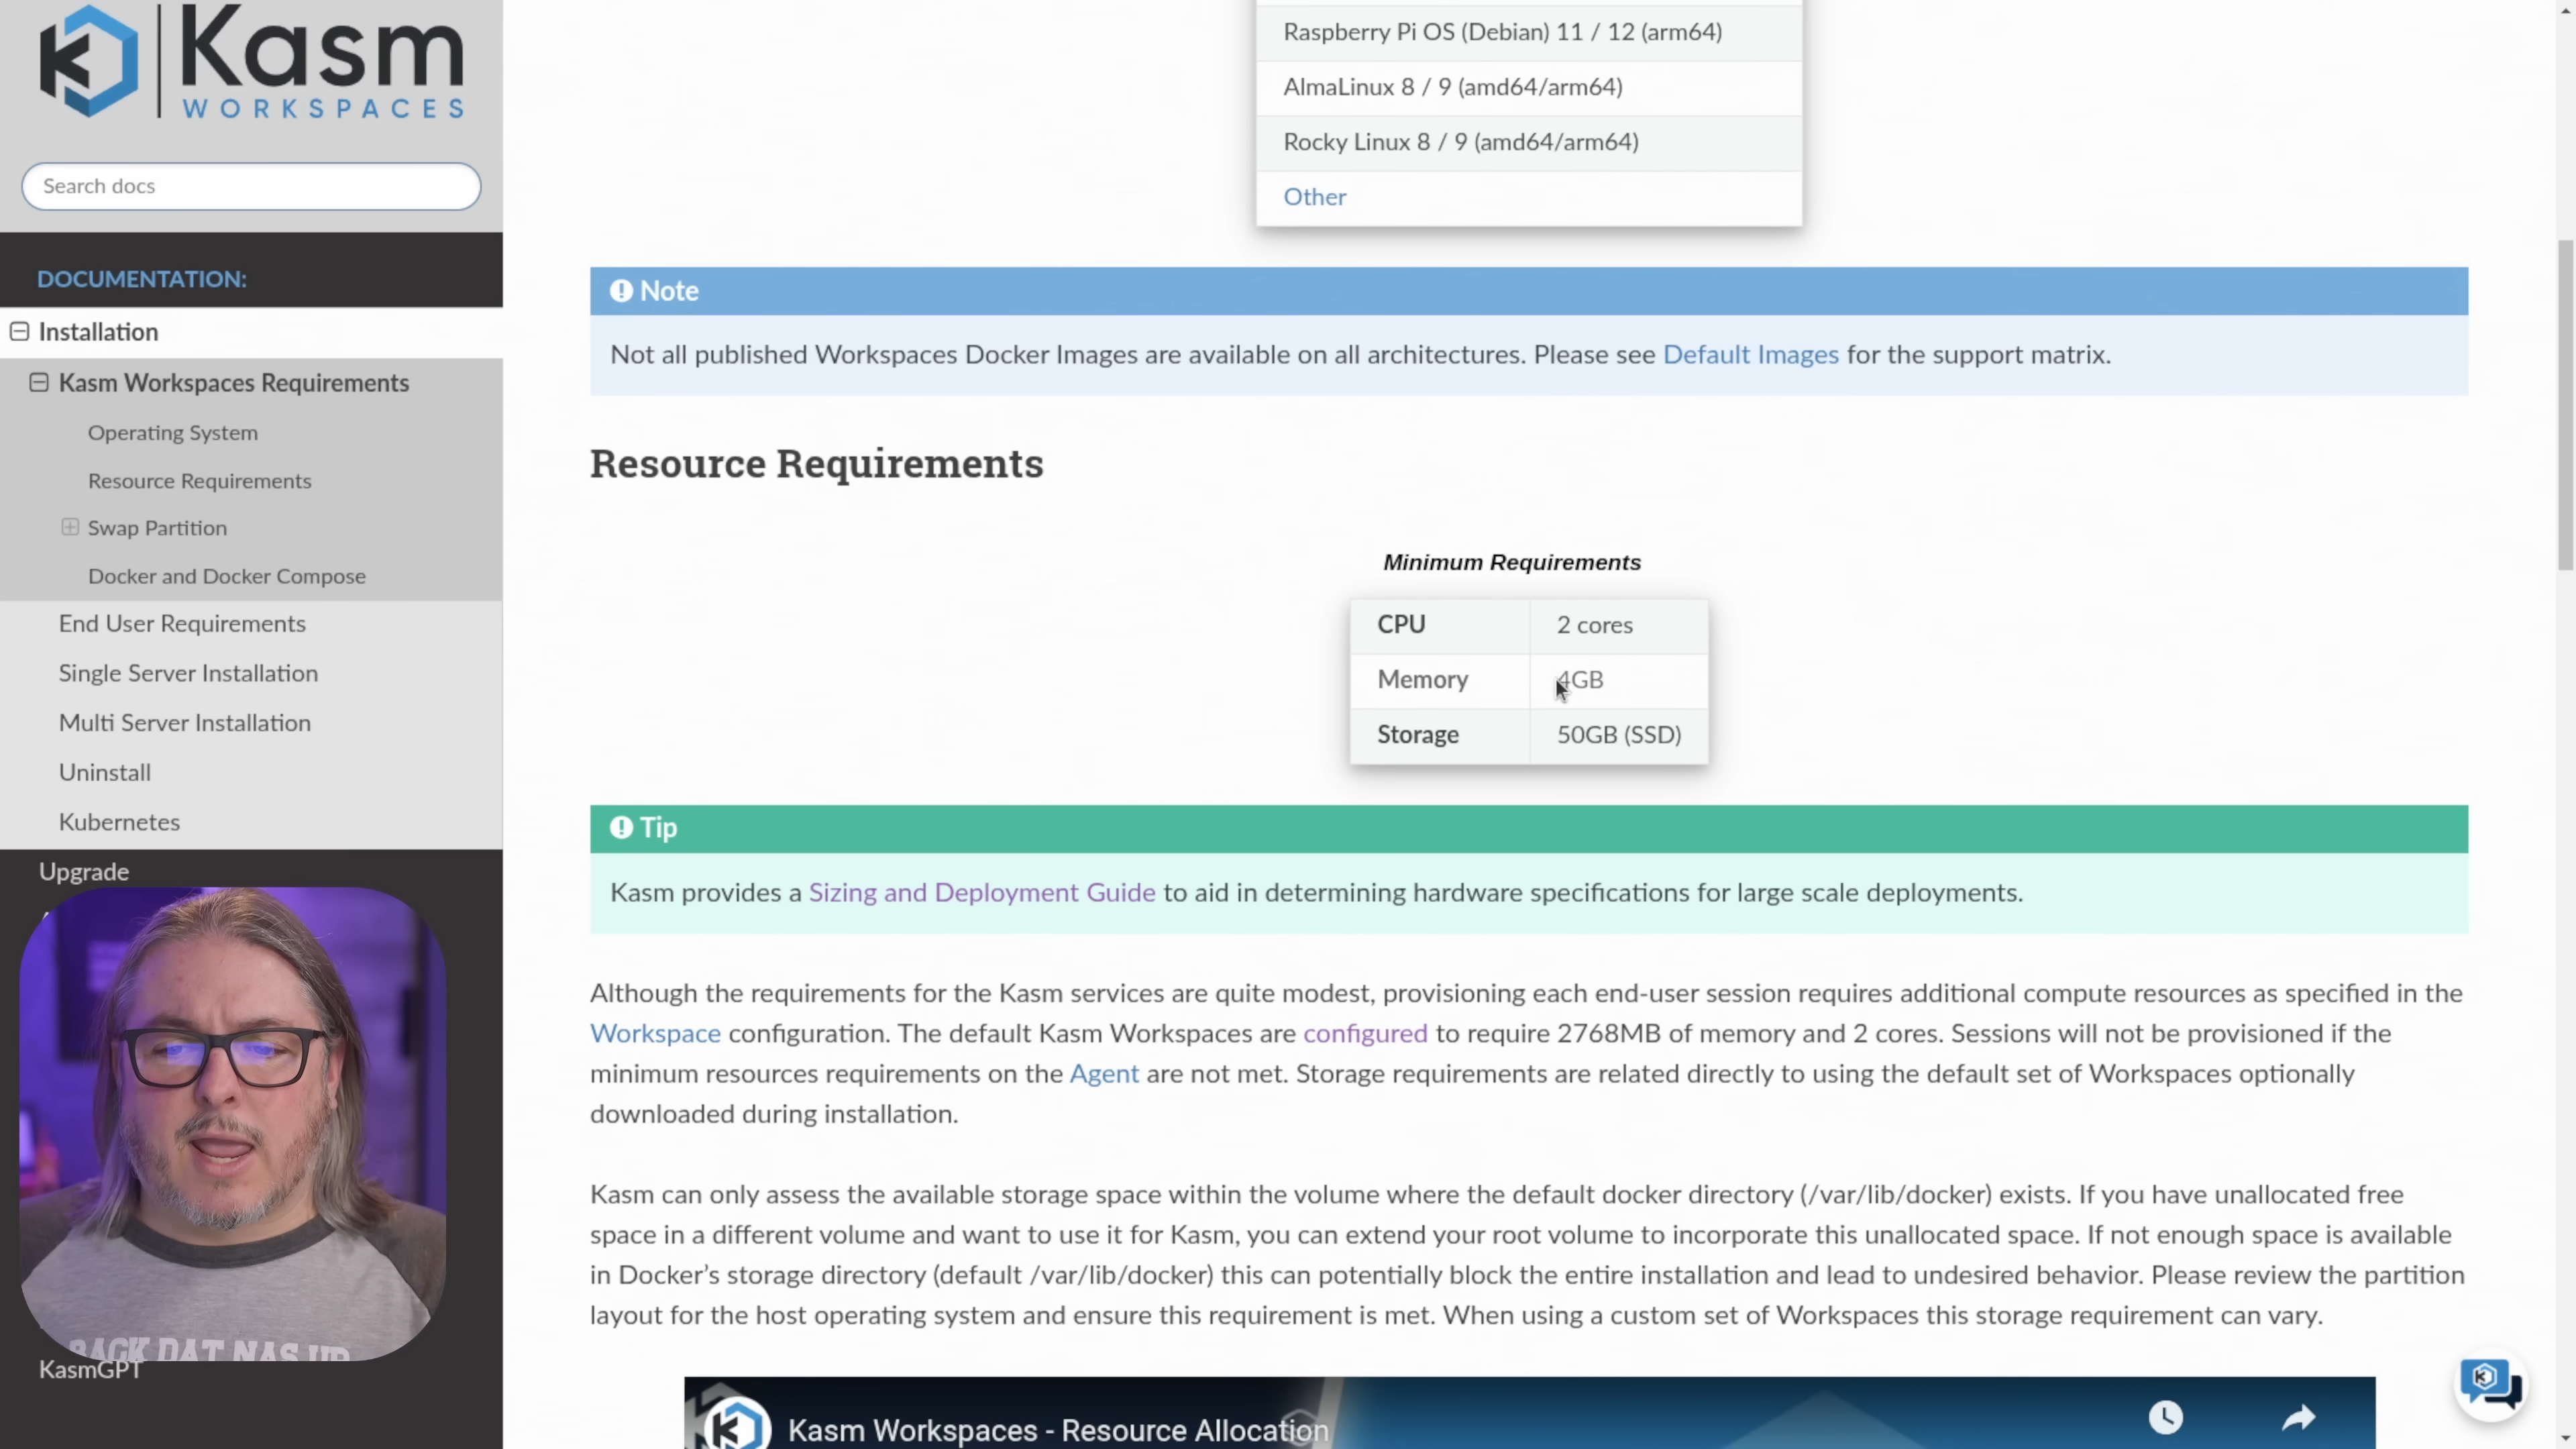 Kasm
WORKSPACES
Search docs
DOCUMENTATION:
Installation
Kasm Workspaces Requirements
Operating System
Resource Requirements
Swap Partition
Docker and Docker Compose
End User Requirements
Single Server Installation
Multi Server Installation
Uninstall
Kubernetes
Upgrade
BACK DAT NAS UP
KasmGPT
Raspberry Pi OS (Debian) 11 / 12 (arm64)
AlmaLinux 8 / 9 (amd64/arm64)
Rocky Linux 8 / 9 (amd64/arm64)
Other
Note
Not all published Workspaces Docker Images are available on all architectures. Please see Default Images for the support matrix.
Resource Requirements
Minimum Requirements
CPU 2 cores
Memory 4GB
Storage 50GB (SSD)
Tip
Kasm provides a Sizing and Deployment Guide to aid in determining hardware specifications for large scale deployments.
Although the requirements for the Kasm services are quite modest, provisioning each end-user session requires additional compute resources as specified in the
Workspace configuration. The default Kasm Workspaces are configured to require 2768MB of memory and 2 cores. Sessions will not be provisioned if the
minimum resources requirements on the Agent are not met. Storage requirements are related directly to using the default set of Workspaces optionally
downloaded during installation.
Kasm can only assess the available storage space within the volume where the default docker directory (/var/lib/docker) exists. If you have unallocated free
space in a different volume and want to use it for Kasm, you can extend your root volume to incorporate this unallocated space. If not enough space is available
in Docker's storage directory (default /var/lib/docker) this can potentially block the entire installation and lead to undesired behavior. Please review the partition
layout for the host operating system and ensure this requirement is met. When using a custom set of Workspaces this storage requirement can vary.
Kasm Workspaces - Resource Allocation